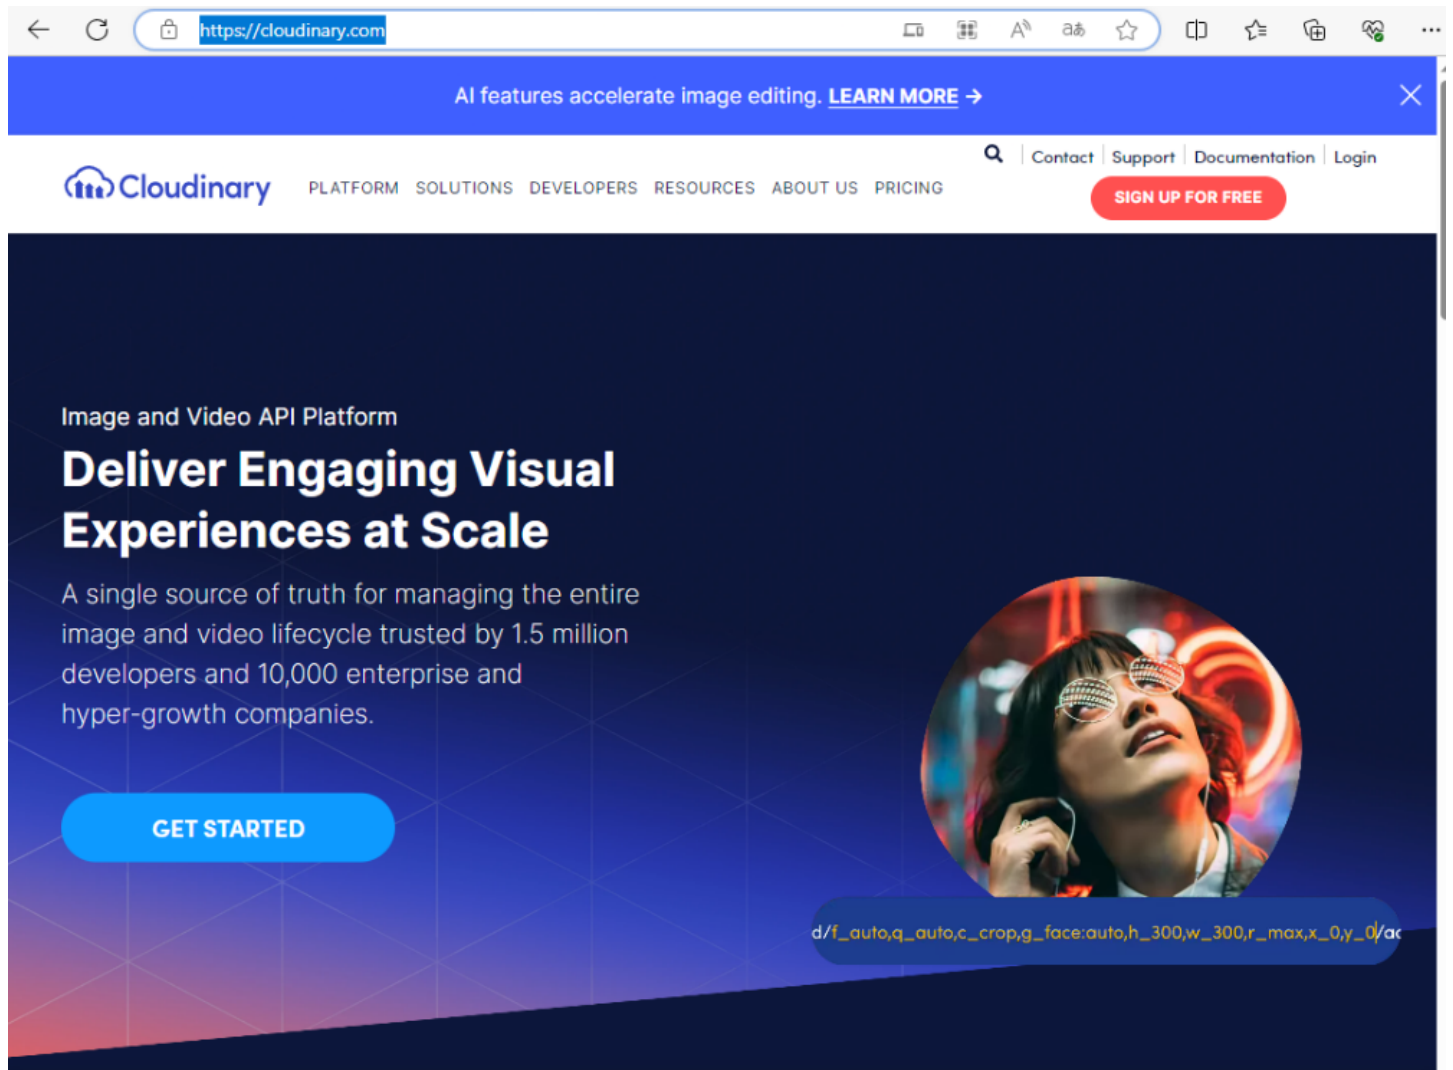 https://cloudinary.com
AI features accelerate image editing. LEARN MORE →
Contact Support Documentation Login
Cloudinary PLATFORM SOLUTIONS DEVELOPERS RESOURCES ABOUT US PRICING
SIGN UP FOR FREE
Image and Video API Platform
Deliver Engaging Visual
Experiences at Scale
A single source of truth for managing the entire
image and video lifecycle trusted by 1.5 million
developers and 10,000 enterprise and
hyper-growth companies.
GET STARTED
d/f_auto,q_auto,c_crop,g_face:auto,h_300,w_300,r_max,x_0,y_0/ac